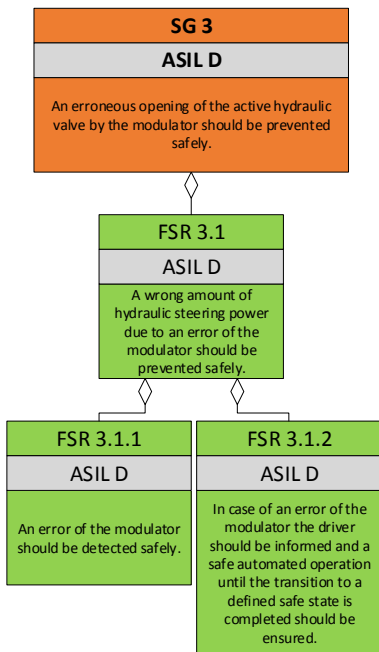 SG 3
ASIL D
An erroneous opening of the active hydraulic
valve by the modulator should be prevented
safely.
FSR 3.1
ASIL D
A wrong amount of
hydraulic steering power
due to an error of the
modulator should be
prevented safely.
FSR 3.1.1
ASIL D
An error of the modulator
should be detected safely.
FSR 3.1.2
ASIL D
In case of an error of the
modulator the driver
should be informed and a
safe automated operation
until the transition to a
defined safe state is
completed should be
ensured.